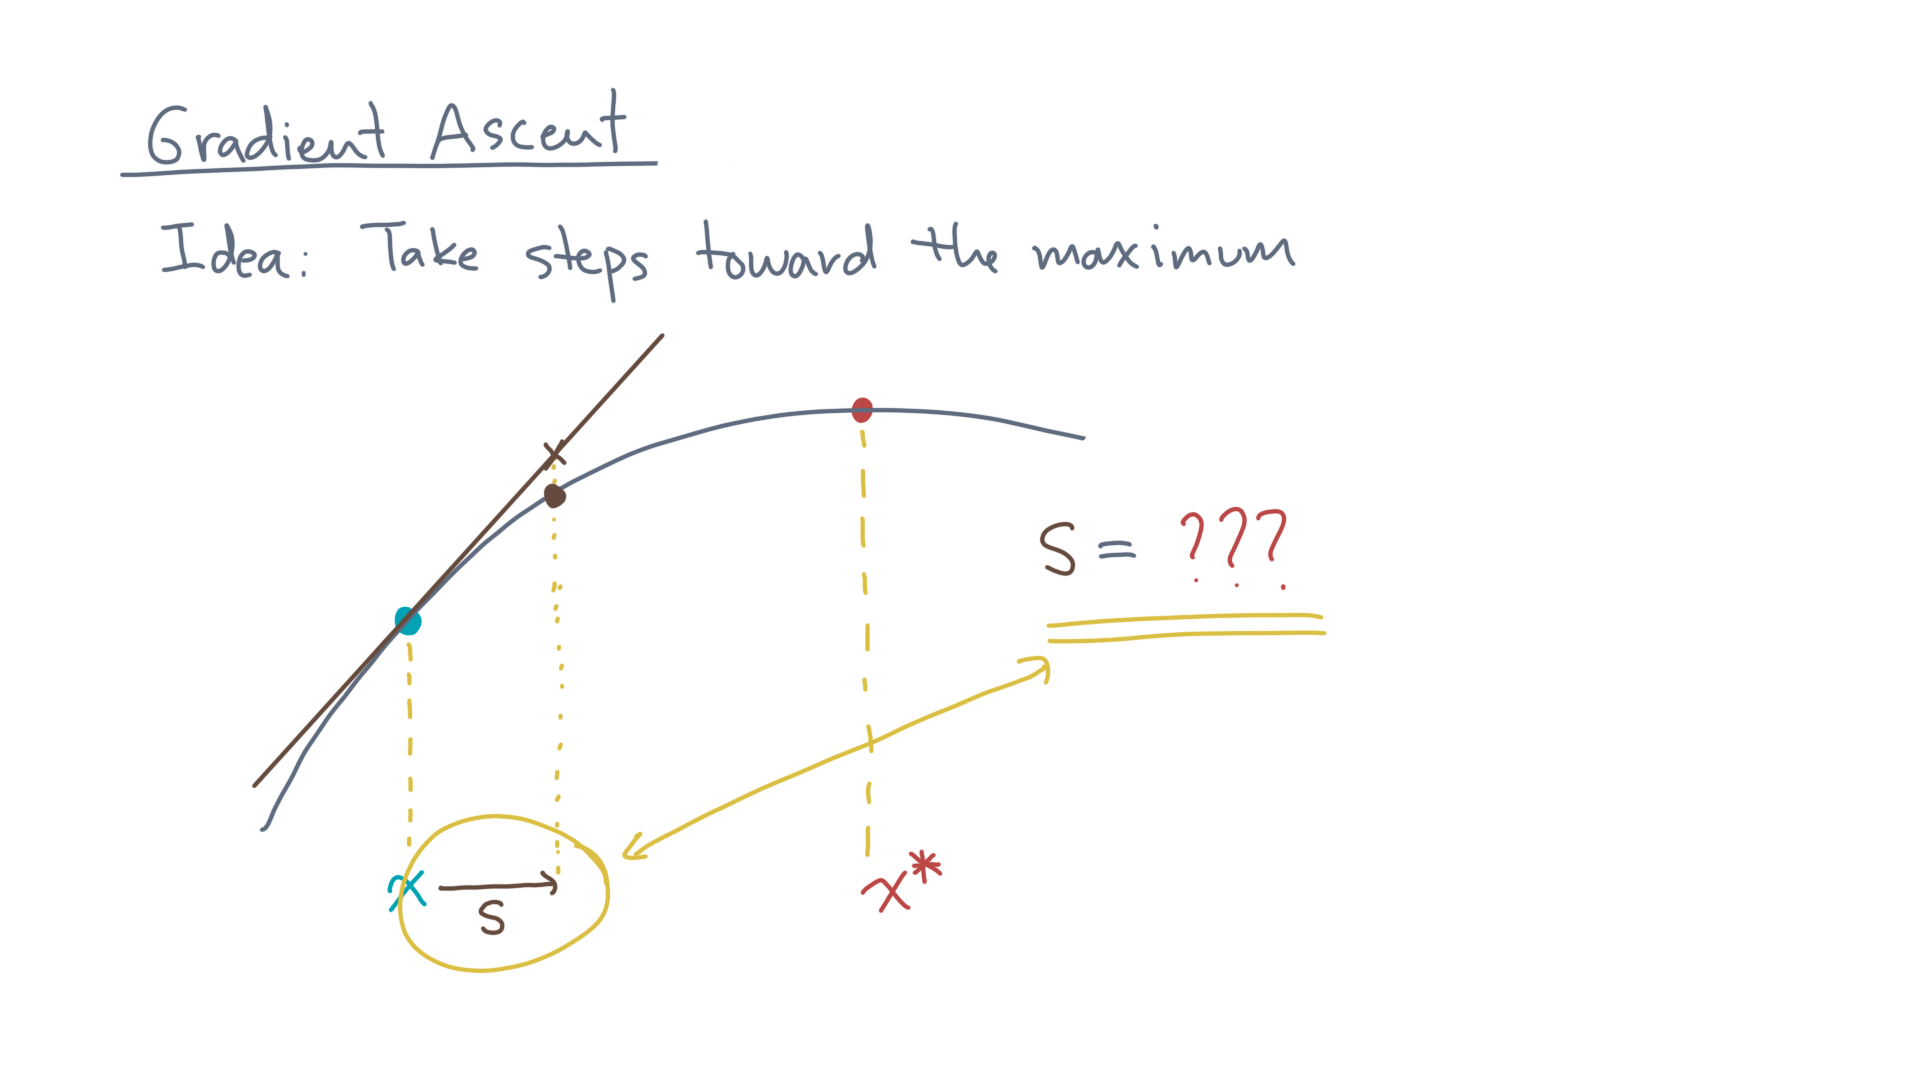 Gradient Ascent
Idea: Take steps toward the maximum
S = ???
x
S
x*